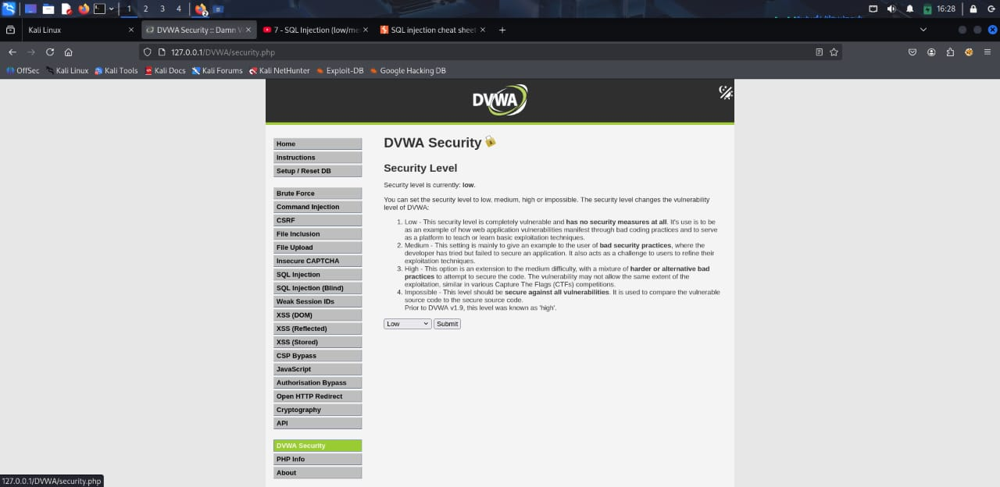 1 2 3 4 2 16:28
Kali Linux DVWA Security :: Damn V 7 - SQL Injection (low/me SQL injection cheat sheet
127.0.0.1/DVWA/security.php
OffSec Kali Linux Kali Tools Kali Docs Kali Forums Kali NetHunter Exploit-DB Google Hacking DB
DVWA
Home
Instructions
Setup / Reset DB
Brute Force
Command Injection
CSRF
File Inclusion
File Upload
Insecure CAPTCHA
SQL Injection
SQL Injection (Blind)
Weak Session IDs
XSS (DOM)
XSS (Reflected)
XSS (Stored)
CSP Bypass
JavaScript
Authorisation Bypass
Open HTTP Redirect
Cryptography
API
DVWA Security
PHP Info
About
DVWA Security
Security Level
Security level is currently: low.
You can set the security level to low, medium, high or impossible. The security level changes the vulnerability
level of DVWA:
1. Low - This security level is completely vulnerable and has no security measures at all. It's use is to be
as an example of how web application vulnerabilities manifest through bad coding practices and to serve
as a platform to teach or learn basic exploitation techniques.
2. Medium - This setting is mainly to give an example to the user of bad security practices, where the
developer has tried but failed to secure an application. It also acts as a challenge to users to refine their
exploitation techniques.
3. High - This option is an extension to the medium difficulty, with a mixture of harder or alternative bad
practices to attempt to secure the code. The vulnerability may not allow the same extent of the
exploitation, similar in various Capture The Flags (CTFs) competitions.
4. Impossible - This level should be secure against all vulnerabilities. It is used to compare the vulnerable
source code to the secure source code.
Prior to DVWA v1.9, this level was known as 'high'.
Low Submit
127.0.0.1/DVWA/security.php